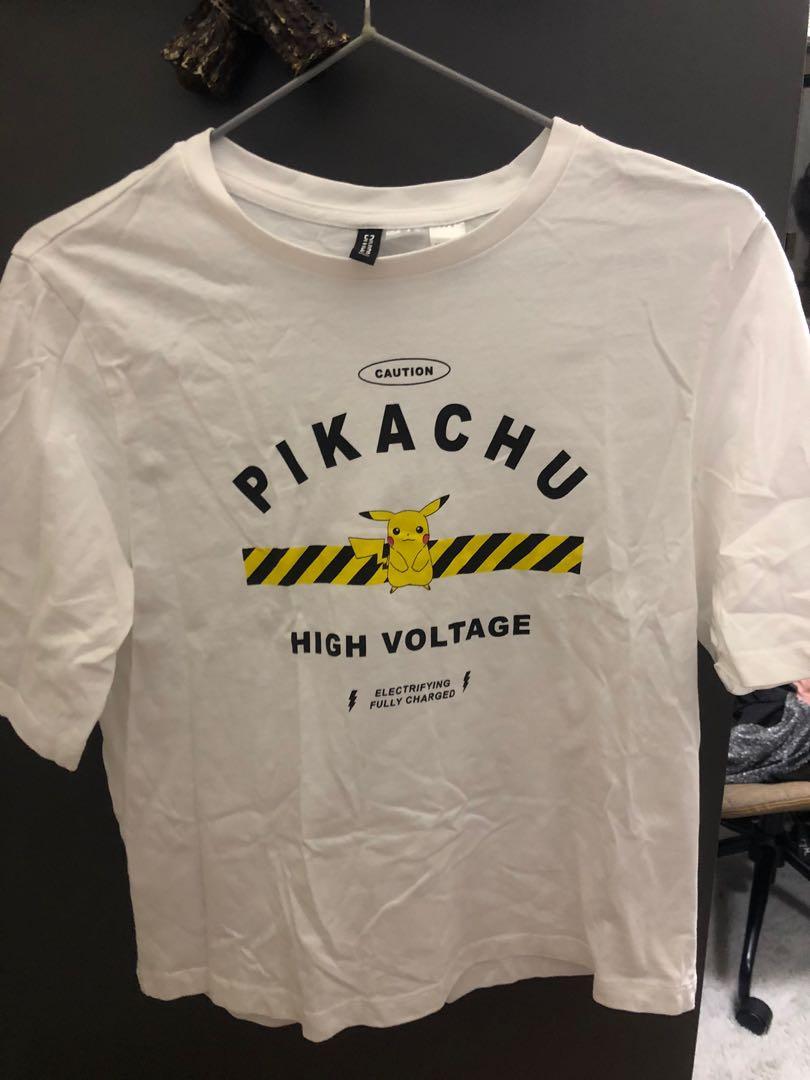 CAUTION
PIKACHU
HIGH VOLTAGE
ELECTRIFYING
FULLY CHARGED